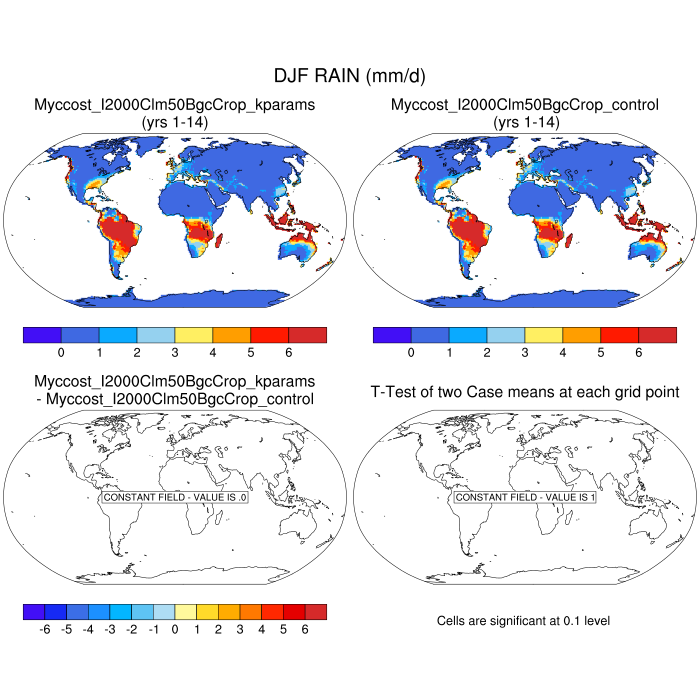 DJF RAIN (mm/d)
Myccost_I2000Clm50BgcCrop_kparams
(yrs 1-14)
Myccost_I2000Clm50BgcCrop_control
(yrs 1-14)
0 1 2 3 4 5 6
0 1 2 3 4 5 6
Myccost_I2000Clm50BgcCrop_kparams
- Myccost_I2000Clm50BgcCrop_control
T-Test of two Case means at each grid point
CONSTANT FIELD - VALUE IS .0
CONSTANT FIELD - VALUE IS 1
-6 -5 -4 -3 -2 -1 0 1 2 3 4 5 6
Cells are significant at 0.1 level